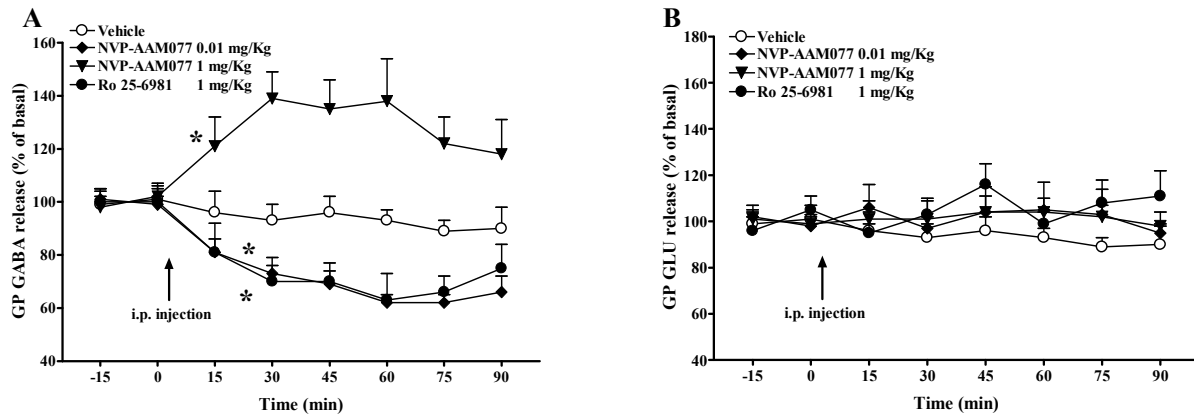 A
Vehicle
NVP-AAM077 0.01 mg/Kg
NVP-AAM077 1 mg/Kg
Ro 25-6981 1 mg/Kg
GP GABA release (% of basal)
160
140
120
100
80
60
40
*
*
*
i.p. injection
-15 0 15 30 45 60 75 90
Time (min)
B
Vehicle
NVP-AAM077 0.01 mg/Kg
NVP-AAM077 1 mg/Kg
Ro 25-6981 1 mg/Kg
GP GLU release (% of basal)
180
160
140
120
100
80
60
40
i.p. injection
-15 0 15 30 45 60 75 90
Time (min)